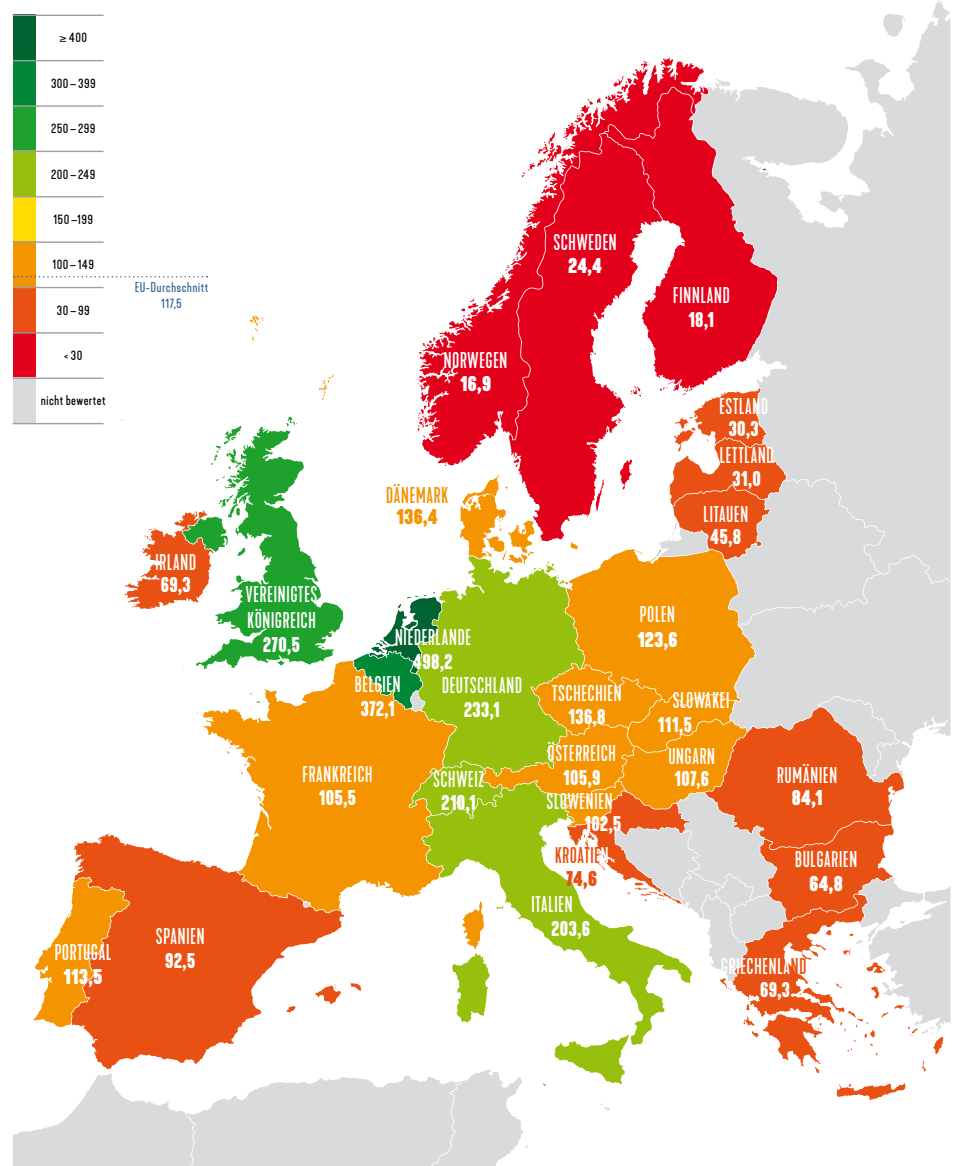 ≥ 400
300–399
250–299
200–249
150–199
100–149
EU-Durchschnitt
117,5
30–99
< 30
nicht bewertet
SCHWEDEN
24,4
FINNLAND
18,1
NORWEGEN
16,9
ESTLAND
30,3
LETTLAND
31,0
LITAUEN
45,8
DÄNEMARK
136,4
IRLAND
69,3
VEREINIGTES
KÖNIGREICH
270,5
NIEDERLANDE
498,2
BELGIEN
372,1
DEUTSCHLAND
233,1
POLEN
123,6
TSCHECHIEN
136,8
SLOWAKEI
111,5
ÖSTERREICH
105,9
UNGARN
107,6
FRANKREICH
105,5
SCHWEIZ
210,1
SLOWENIEN
102,5
RUMÄNIEN
84,1
KROATIEN
74,6
BULGARIEN
64,8
ITALIEN
203,6
PORTUGAL
113,5
SPANIEN
92,5
GRIECHENLAND
69,3